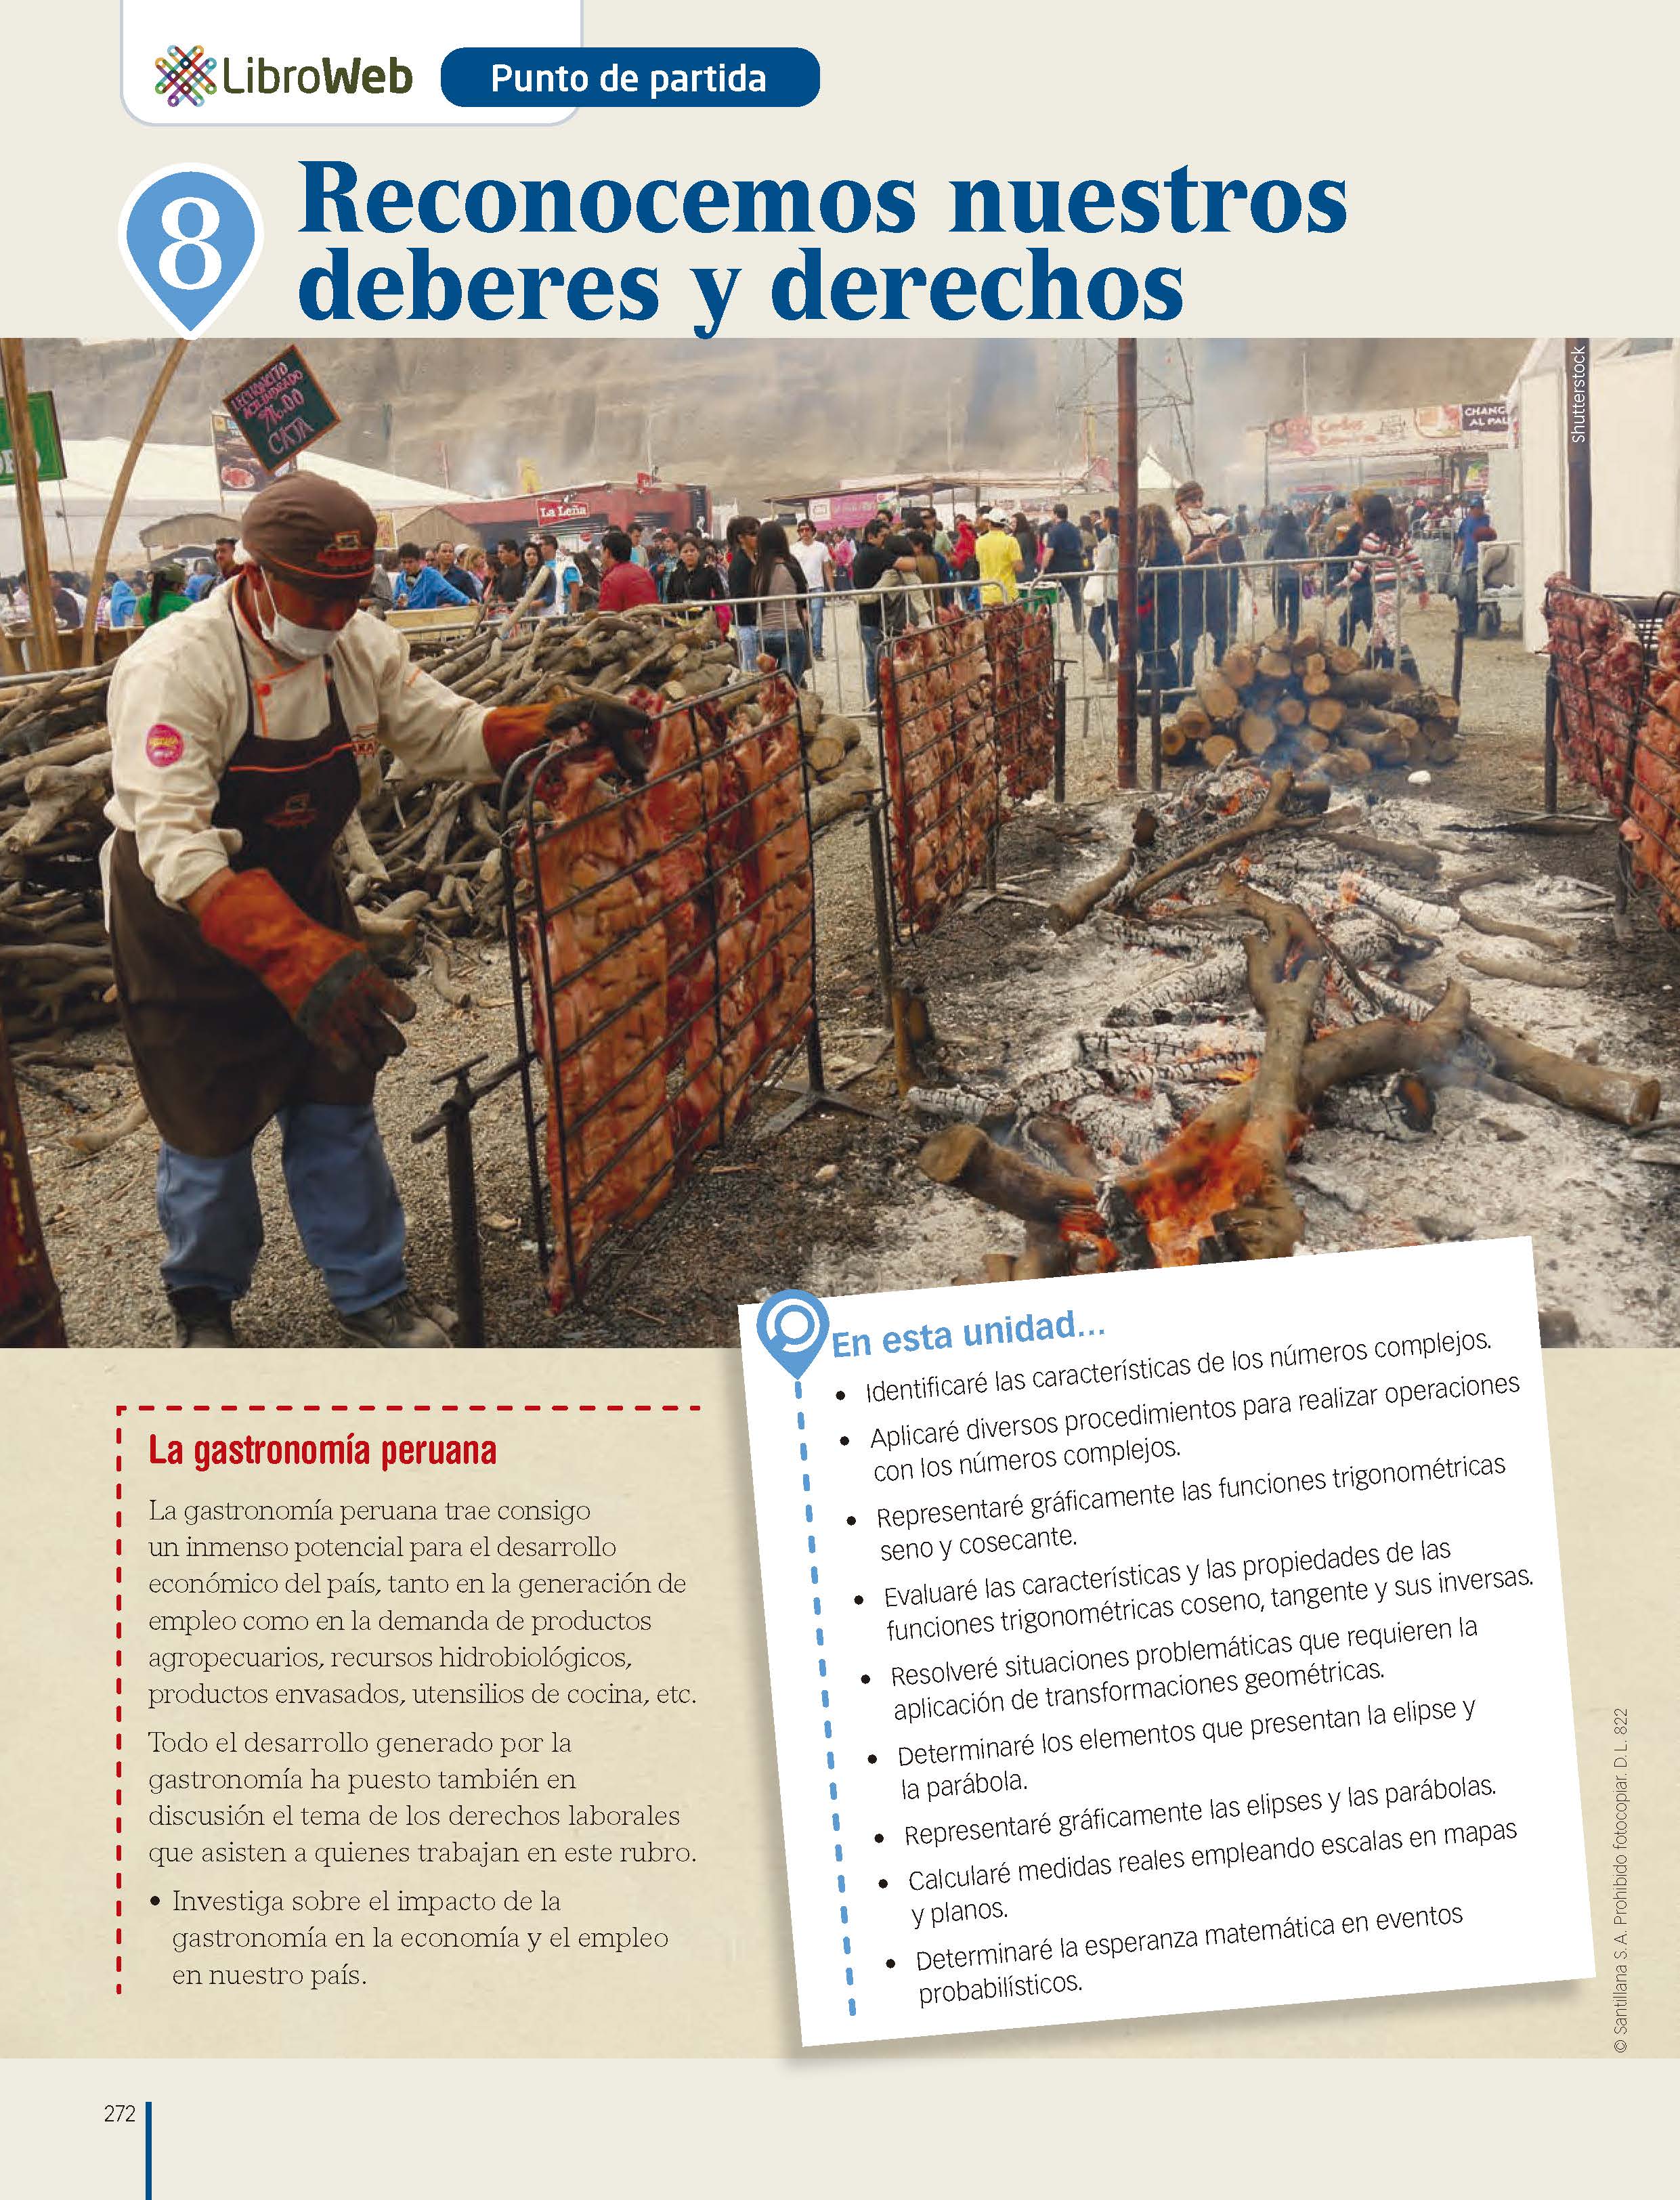 LibroWeb
Punto de partida
8
Reconocemos nuestros
deberes y derechos
Shutterstock
LECHONCITO
CAJA
La Leña
CHANC
AL PAL
La gastronomía peruana
La gastronomía peruana trae consigo
un inmenso potencial para el desarrollo
económico del país, tanto en la generación de
empleo como en la demanda de productos
agropecuarios, recursos hidrobiológicos,
productos envasados, utensilios de cocina, etc.
Todo el desarrollo generado por la
gastronomía ha puesto también en
discusión el tema de los derechos laborales
que asisten a quienes trabajan en este rubro.
• Investiga sobre el impacto de la
gastronomía en la economía y el empleo
en nuestro país.
En esta unidad...
• Identificaré las características de los números complejos.
• Aplicaré diversos procedimientos para realizar operaciones
con los números complejos.
• Representaré gráficamente las funciones trigonométricas
seno y cosecante.
• Evaluaré las características y las propiedades de las
funciones trigonométricas coseno, tangente y sus inversas.
• Resolveré situaciones problemáticas que requieren la
aplicación de transformaciones geométricas.
• Determinaré los elementos que presentan la elipse y
la parábola.
• Representaré gráficamente las elipses y las parábolas.
• Calcularé medidas reales empleando escalas en mapas
y planos.
• Determinaré la esperanza matemática en eventos
probabilísticos.
© Santillana S. A. Prohibido fotocopiar. D. L. 822
272